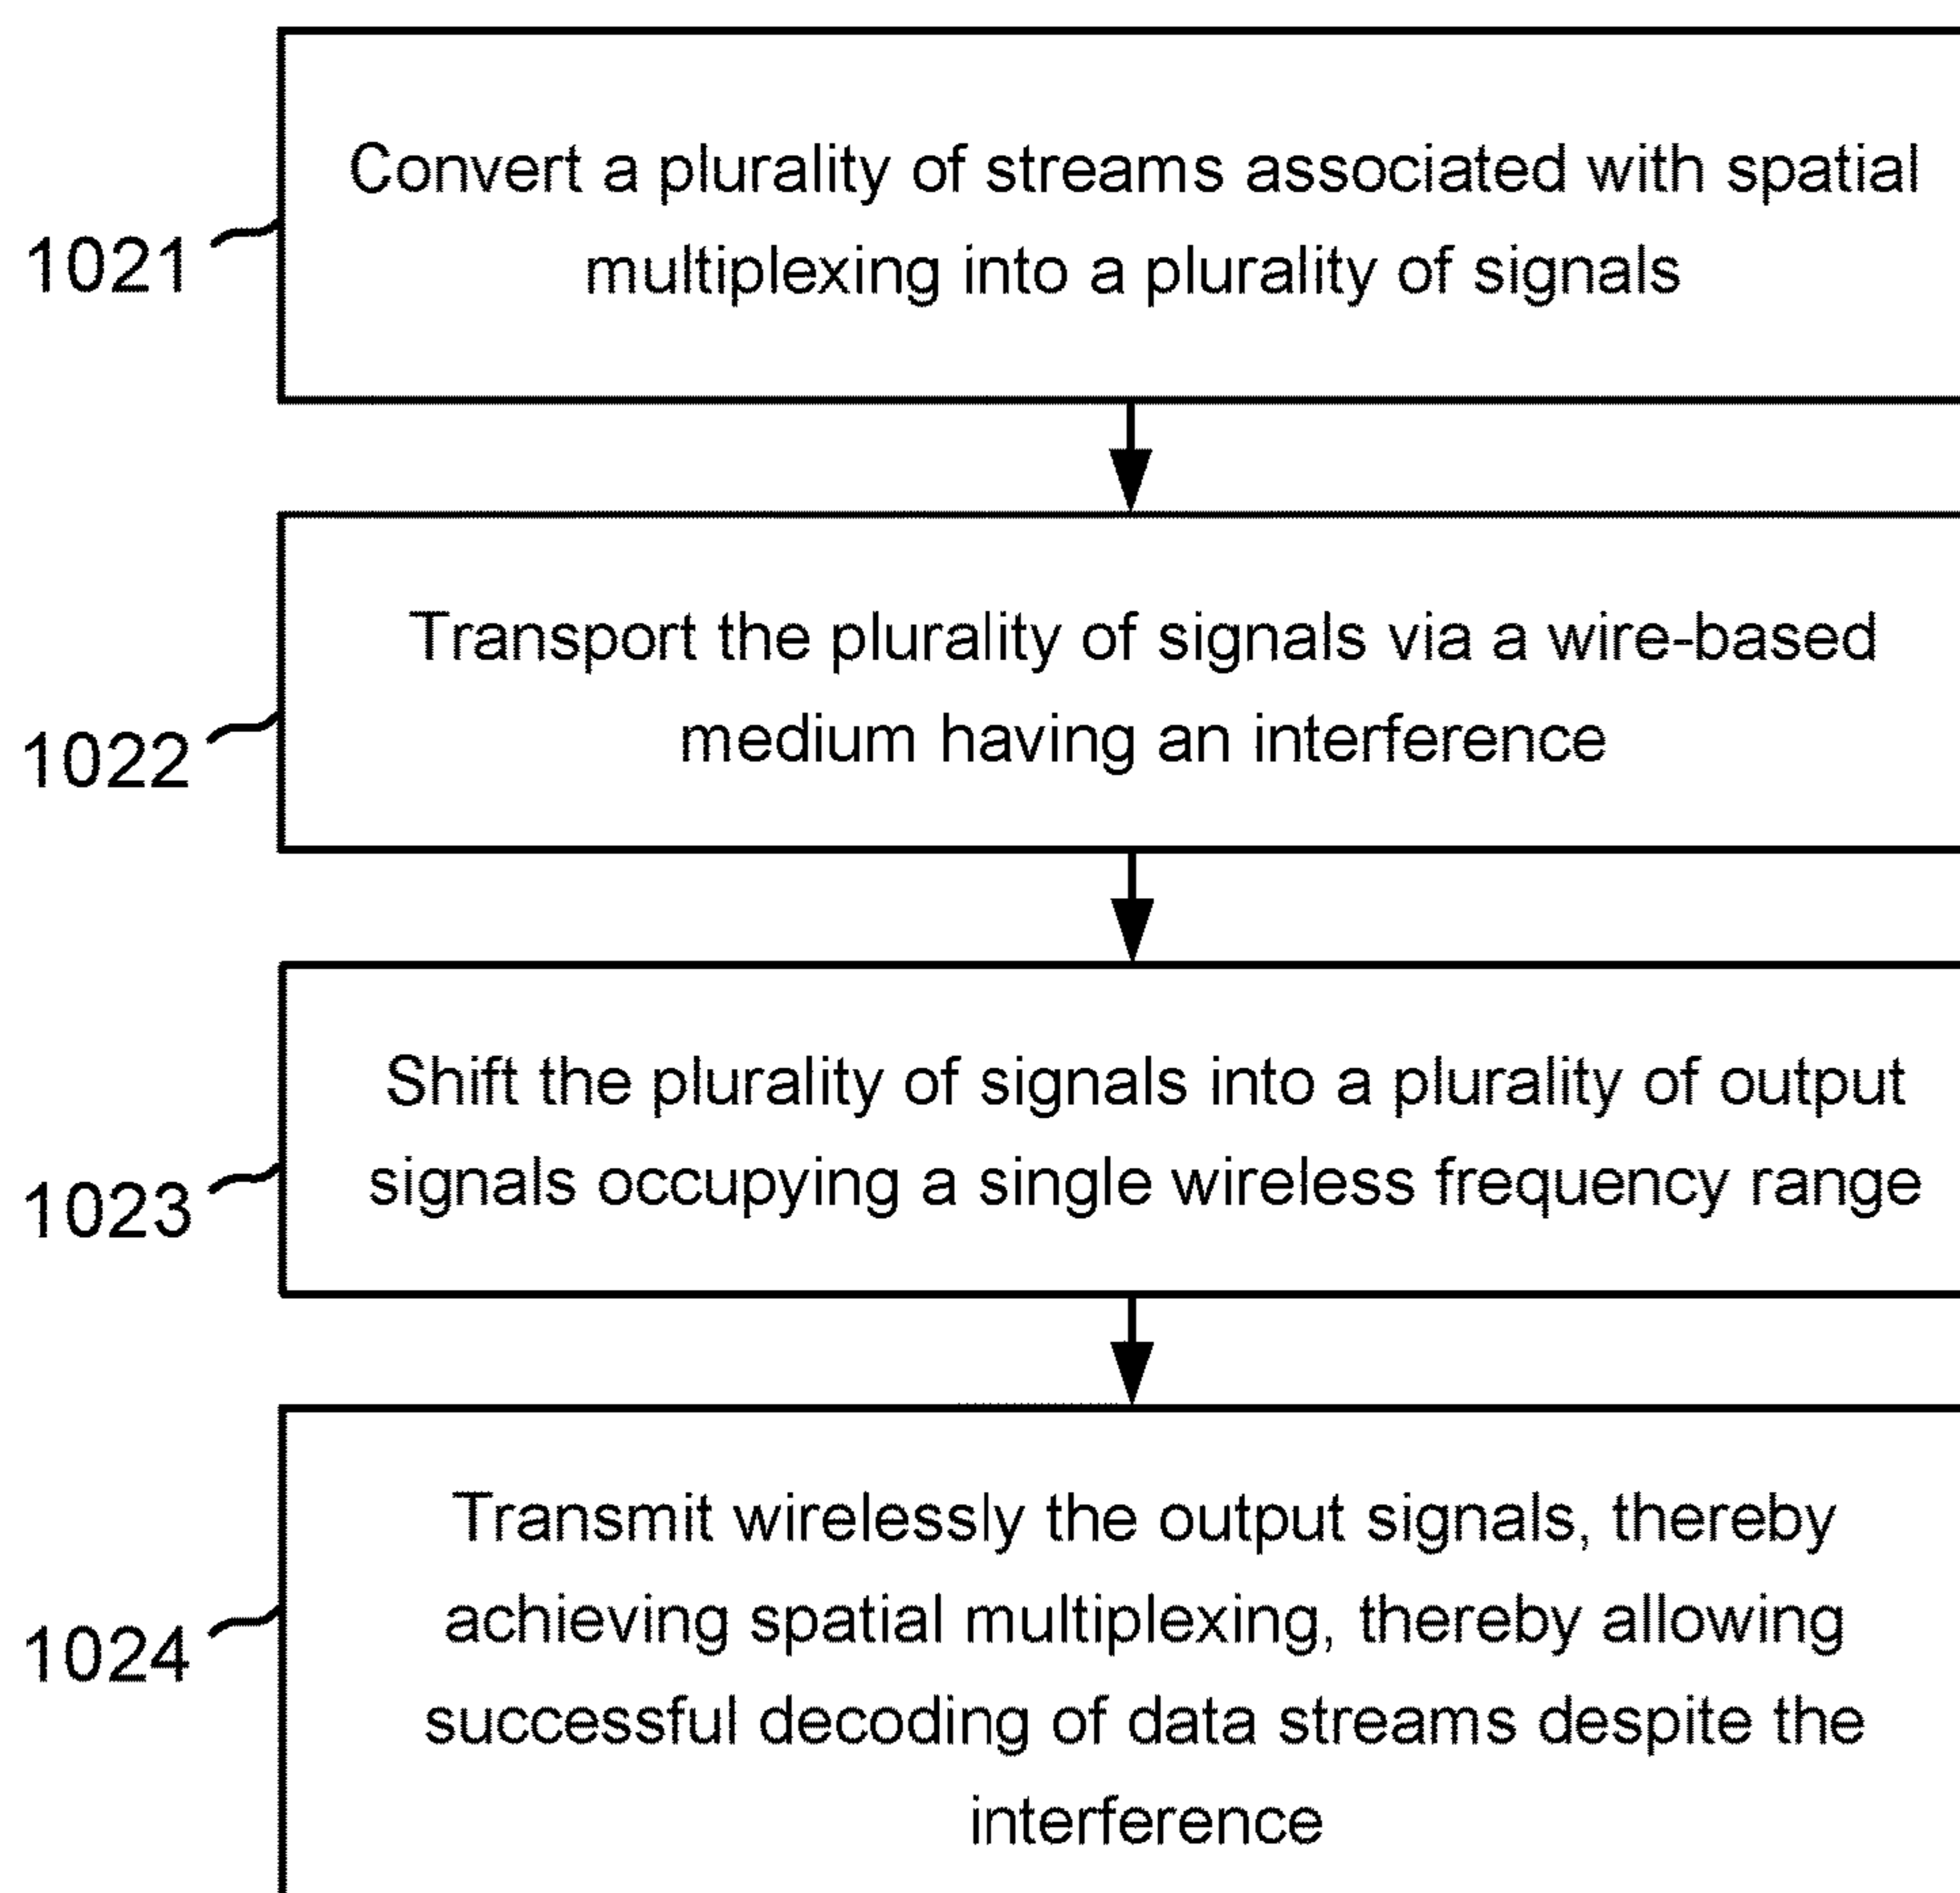 Convert a plurality of streams associated with spatial
multiplexing into a plurality of signals
1021
Transport the plurality of signals via a wire-based
medium having an interference
1022
Shift the plurality of signals into a plurality of output
signals occupying a single wireless frequency range
1023
Transmit wirelessly the output signals, thereby
achieving spatial multiplexing, thereby allowing
1024
successful decoding of data streams despite the
interference